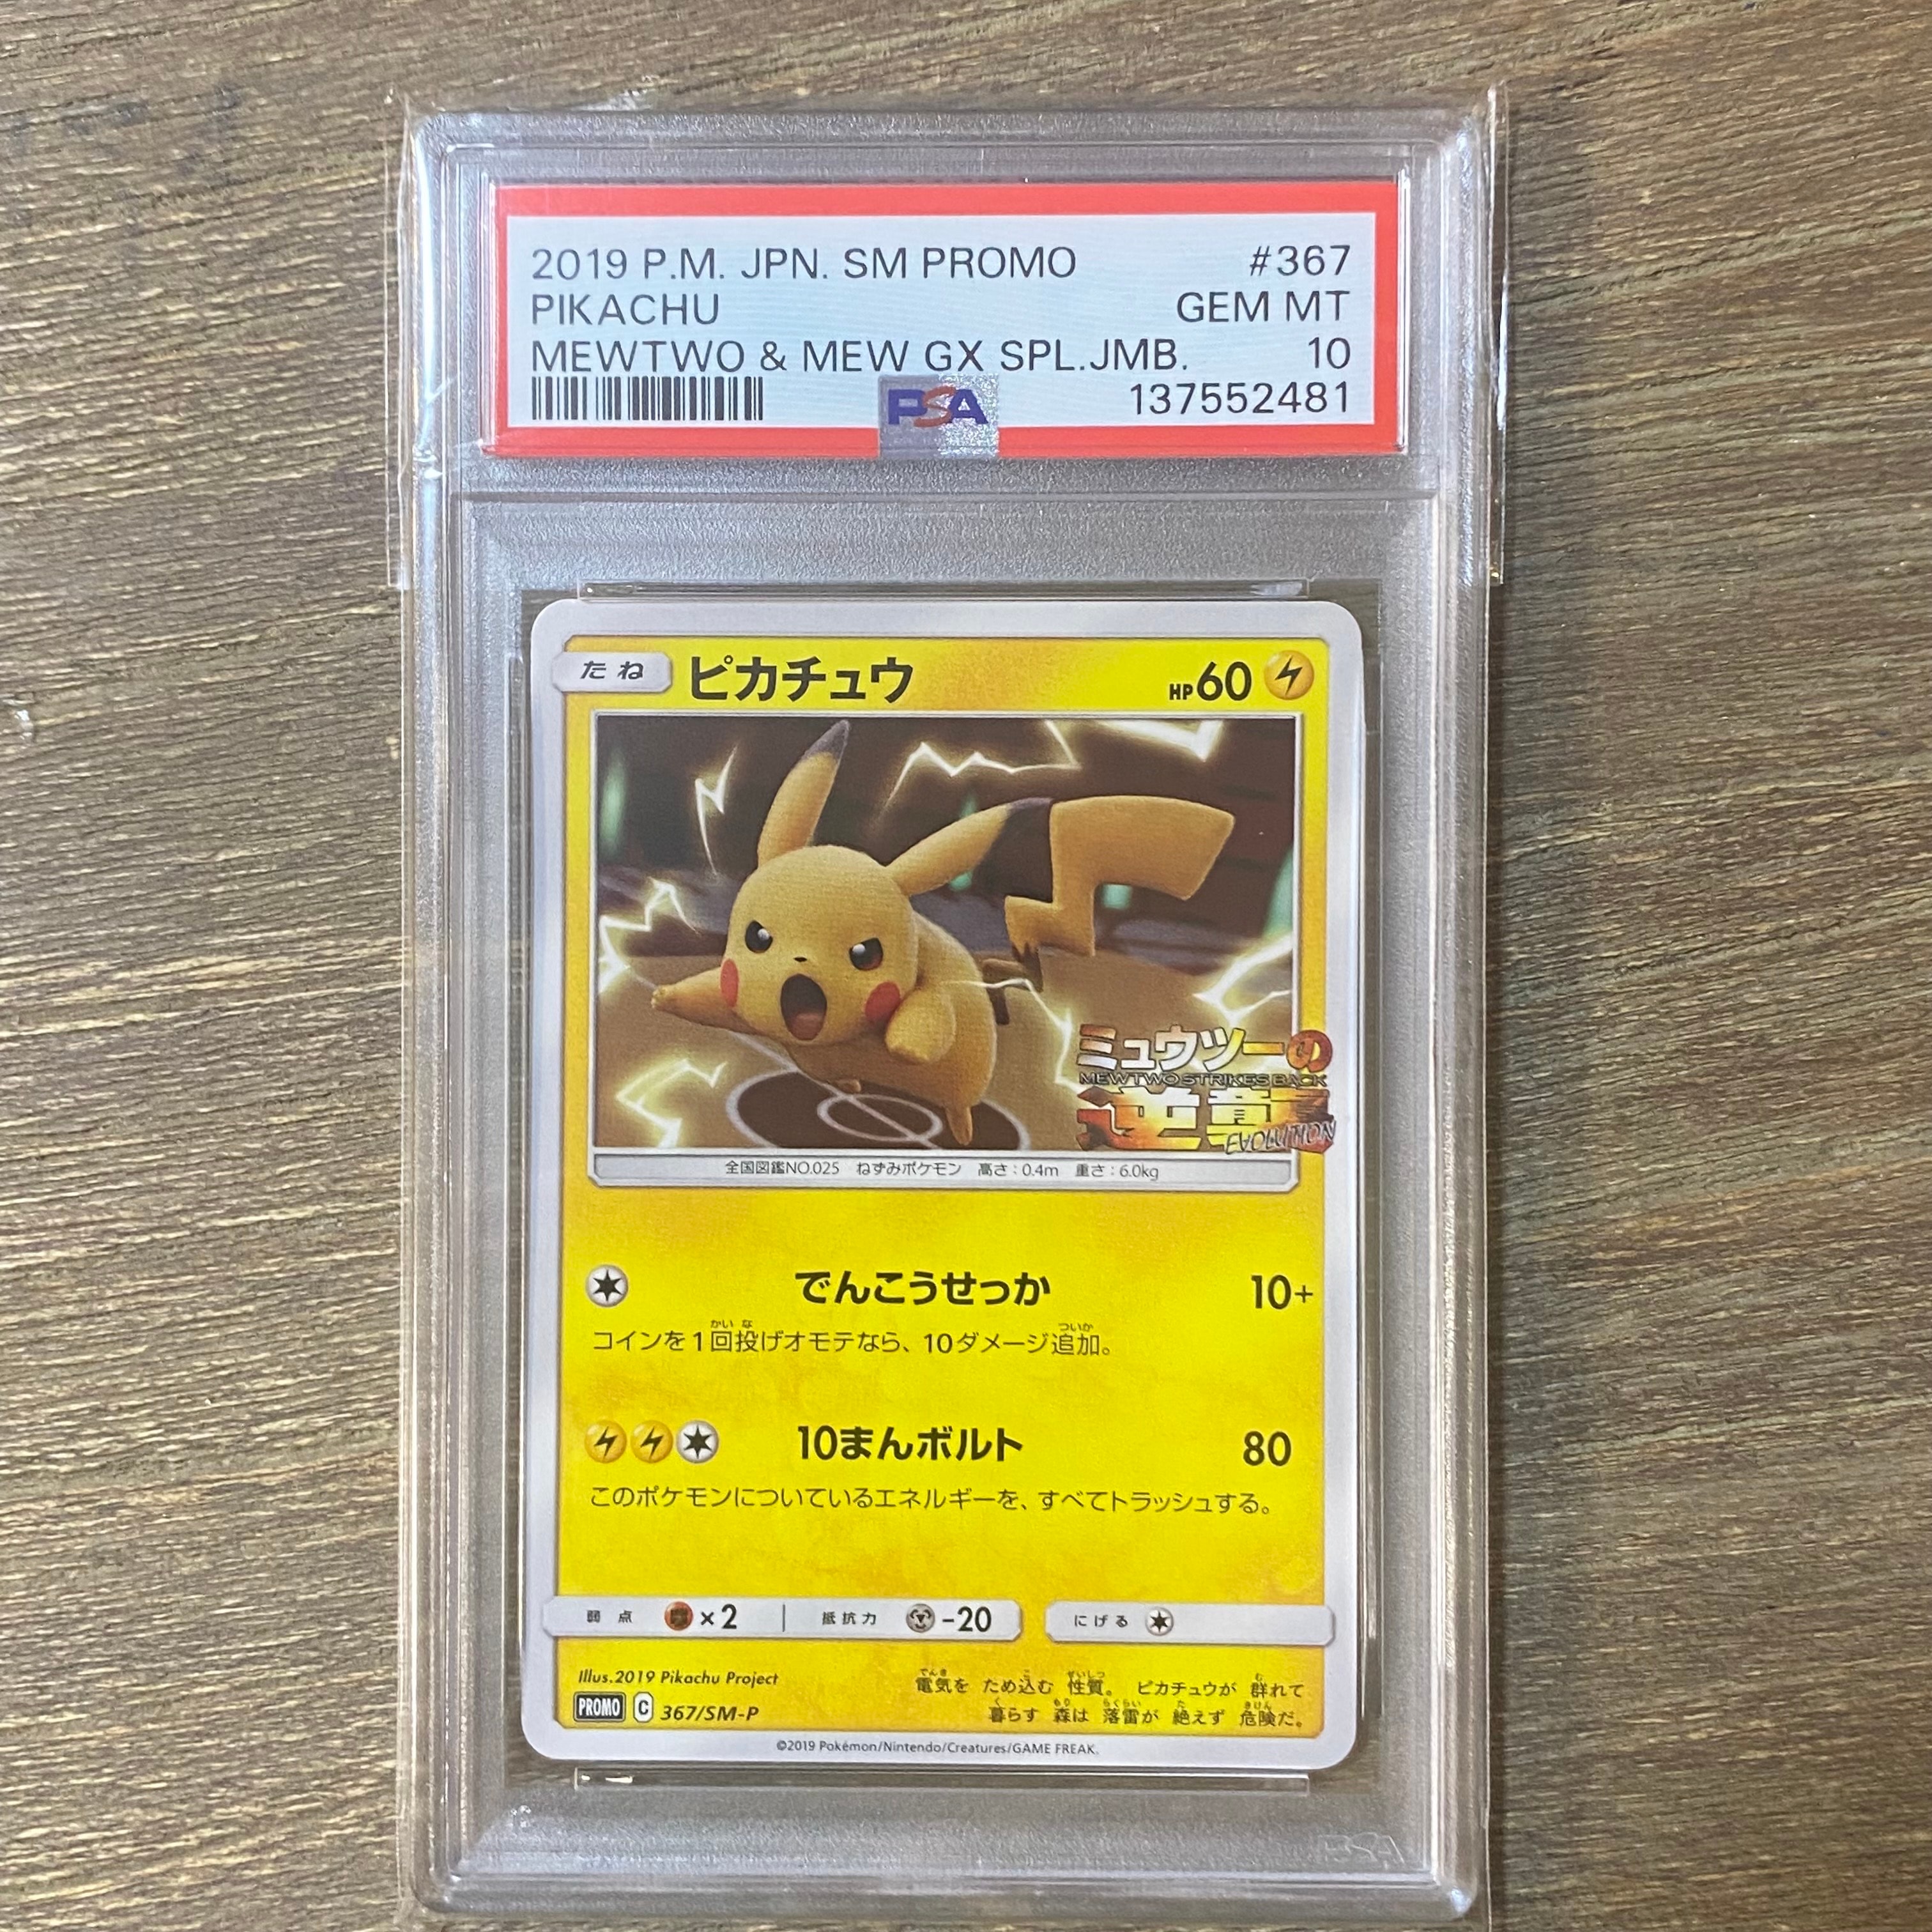 2019 P.M. JPN. SM PROMO #367
PIKACHU GEM MT
MEWTWO & MEW GX SPL.JMB. 10
PSA 137552481
たね ピカチュウ HP60
ミュウツーの
MEWTWO STRIKES BACK
逆襲
EVOLUTION
全国図鑑NO.025 ねずみポケモン 高さ:0.4m 重さ:6.0kg
でんこうせっか 10+
コインを1回投げオモテなら、10ダメージ追加。
10まんボルト 80
このポケモンについているエネルギーを、すべてトラッシュする。
弱点 ×2 抵抗力 -20 にげる
Illus.2019 Pikachu Project
PROMO C 367/SM-P
電気を ため込む 性質。 ピカチュウが 群れて
暮らす 森は 落雷が 絶えず 危険だ。
©2019 Pokémon/Nintendo/Creatures/GAME FREAK.
PSA